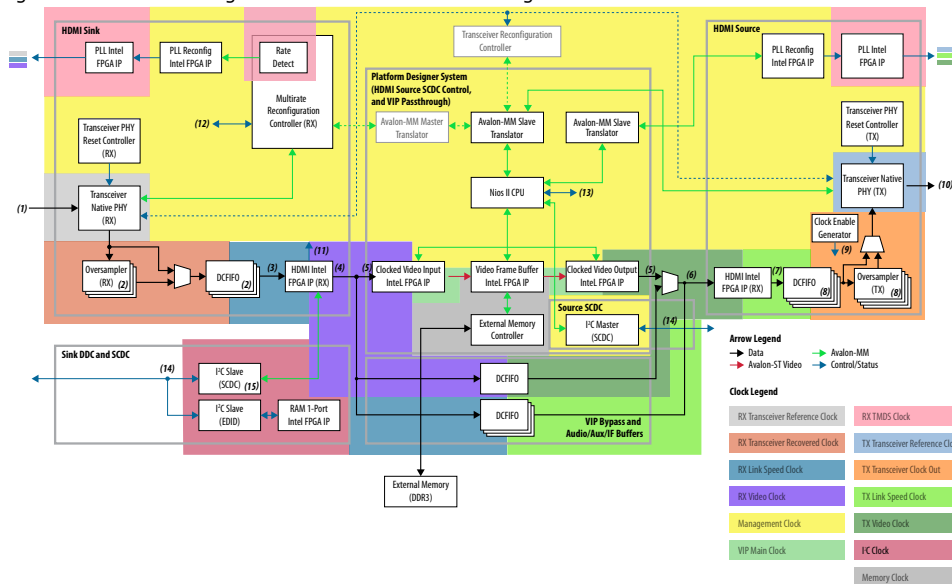 HDMI Sink
PLL Intel
FPGA IP
PLL Reconfig
Intel FPGA IP
Rate
Detect
Multirate
Reconfiguration
Controller (RX)
(12)
Transceiver PHY
Reset Controller
(RX)
(1)
Transceiver
Native PHY
(RX)
Oversampler
(RX)
(2)
DCFIFO
(2)
(3)
HDMI Intel
FPGA IP (RX)
(11)
(4)
Transceiver Reconfiguration
Controller
Platform Designer System
(HDMI Source SCDC Control,
and VIP Passthrough)
Avalon-MM Master
Translator
Avalon-MM Slave
Translator
Avalon-MM Slave
Translator
Nios II CPU
(13)
(5)
Clocked Video Input
InteL FPGA IP
Video Frame Buffer
InteL FPGA IP
Clocked Video Output
InteL FPGA IP
(5)
(6)
External Memory
Controller
Source SCDC
I²C Master
(SCDC)
(14)
HDMI Source
PLL Reconfig
Intel FPGA IP
PLL Intel
FPGA IP
Transceiver PHY
Reset Controller
(TX)
Transceiver Native
PHY (TX)
(10)
Clock Enable
Generator
(9)
HDMI Intel
FPGA IP (RX)
(7)
DCFIFO
(8)
Oversampler
(TX)
(8)
Sink DDC and SCDC
(14)
I²C Slave
(SCDC)
(15)
I²C Slave
(EDID)
RAM 1-Port
Intel FPGA IP
DCFIFO
DCFIFO
VIP Bypass and
Audio/Aux/IF Buffers
External Memory
(DDR3)
Arrow Legend
Data
Avalon-MM
Avalon-ST Video
Control/Status
Clock Legend
RX Transceiver Reference Clock
RX TMDS Clock
RX Transceiver Recovered Clock
TX Transceiver Reference Clo
RX Link Speed Clock
TX Transceiver Clock Out
RX Video Clock
TX Link Speed Clock
Management Clock
TX Video Clock
VIP Main Clock
I²C Clock
Memory Clock